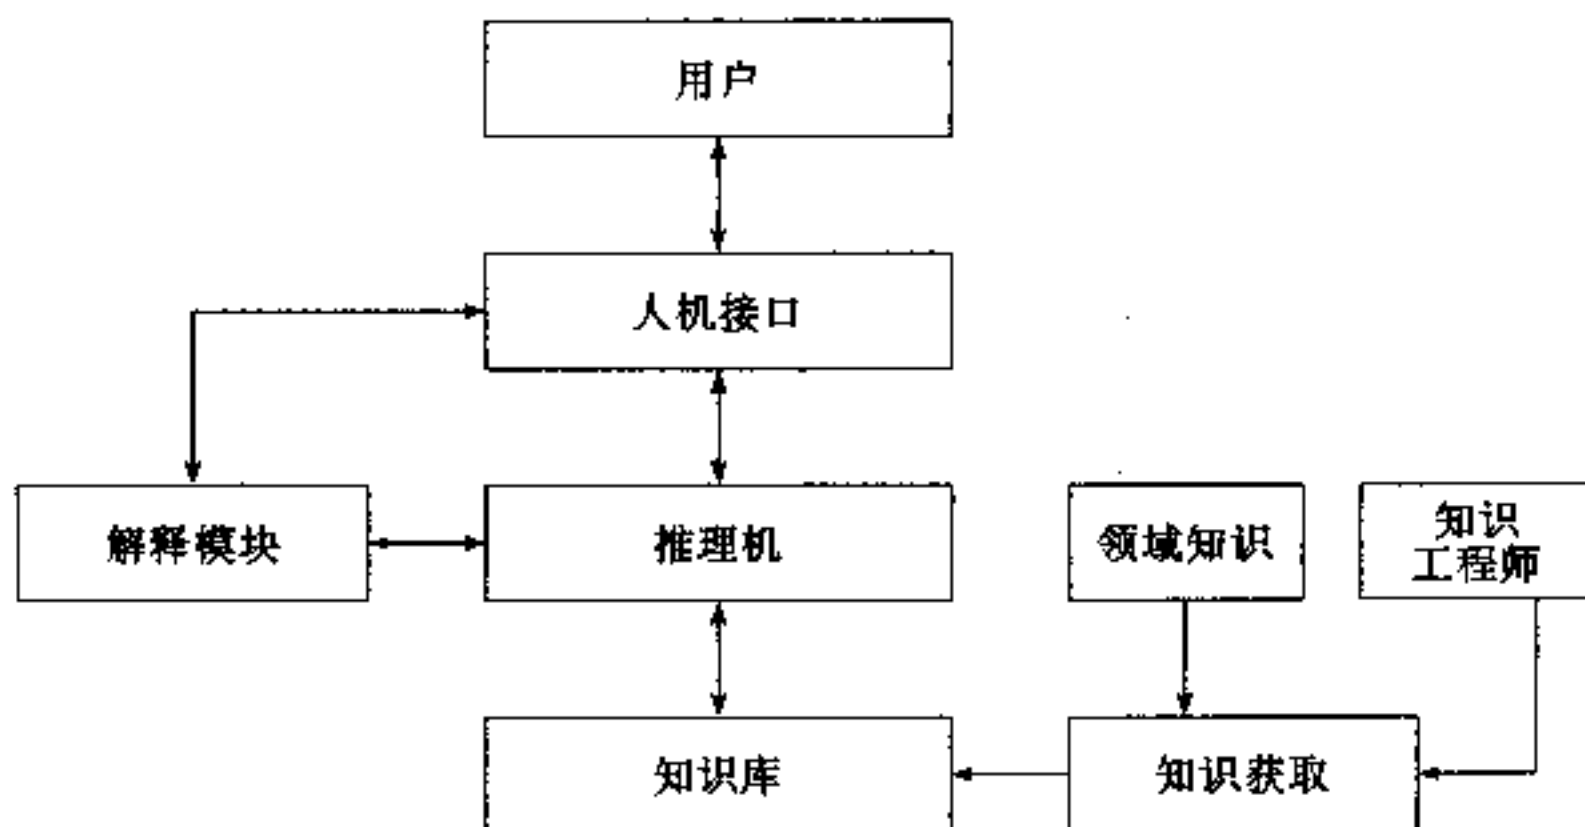 用户
人机接口
解释模块
推理机
领域知识
知识
工程师
知识库
知识获取